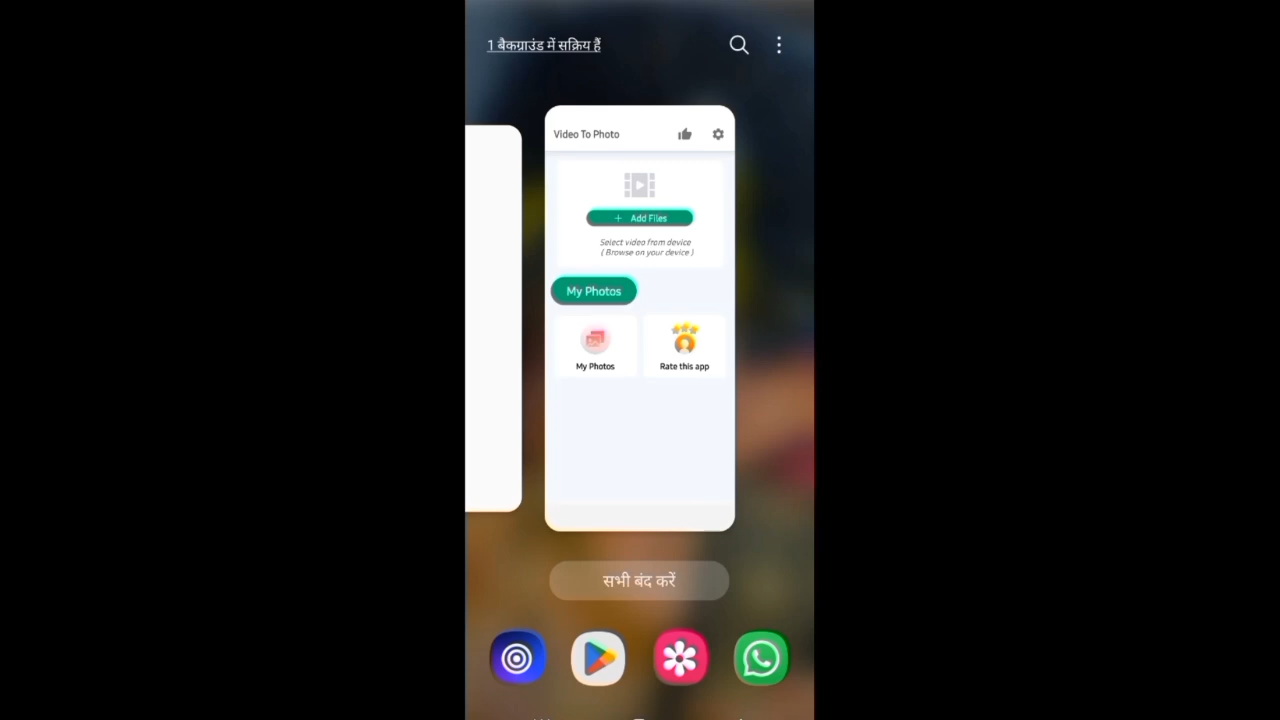 1 बैकग्राउंड में सक्रिय हैं
Video To Photo
+ Add Files
Select video from device
( Browse on your device )
My Photos
My Photos
Rate this app
सभी बंद करें